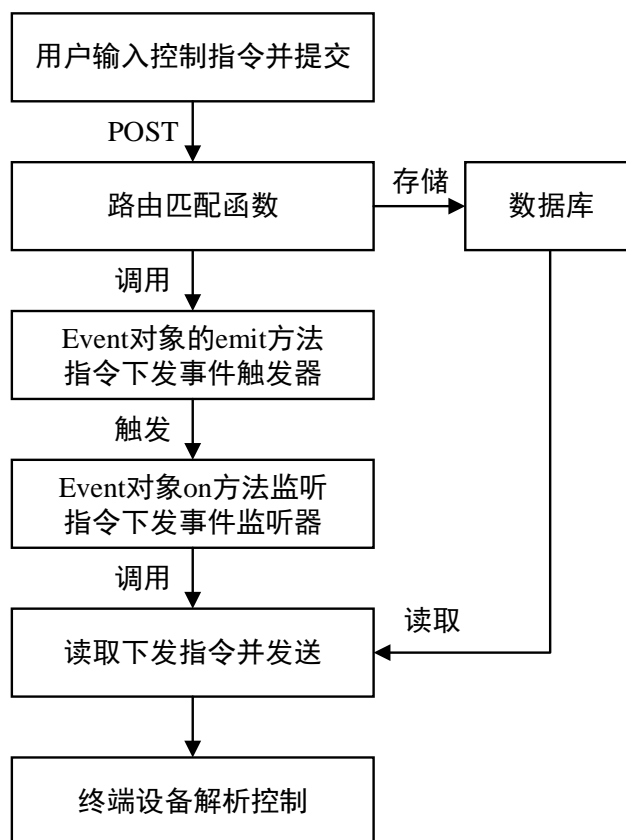 用户输入控制指令并提交
POST
路由匹配函数
存储
数据库
调用
Event对象的emit方法
指令下发事件触发器
触发
Event对象on方法监听
指令下发事件监听器
调用
读取下发指令并发送
读取
终端设备解析控制